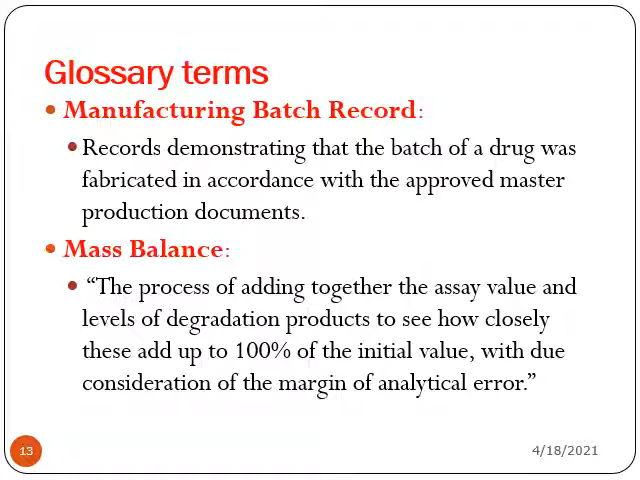 Glossary terms
• Manufacturing Batch Record:
• Records demonstrating that the batch of a drug was
fabricated in accordance with the approved master
production documents.
• Mass Balance:
• “The process of adding together the assay value and
levels of degradation products to see how closely
these add up to 100% of the initial value, with due
consideration of the margin of analytical error.”
13
4/18/2021